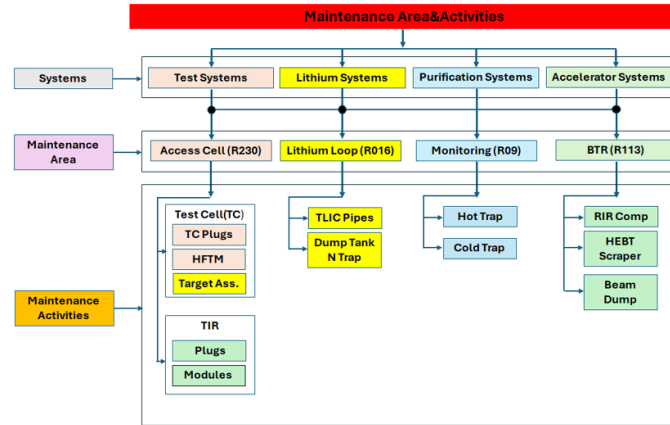 Maintenance Area&Activities
Systems
Test Systems
Lithium Systems
Purification Systems
Accelerator Systems
Maintenance
Area
Access Cell (R230)
Lithium Loop (R016)
Monitoring (R09)
BTR (R113)
Maintenance
Activities
Test Cell(TC)
TC Plugs
HFTM
Target Ass.
TIR
Plugs
Modules
TLIC Pipes
Dump Tank
N Trap
Hot Trap
Cold Trap
RIR Comp
HEBT
Scraper
Beam
Dump